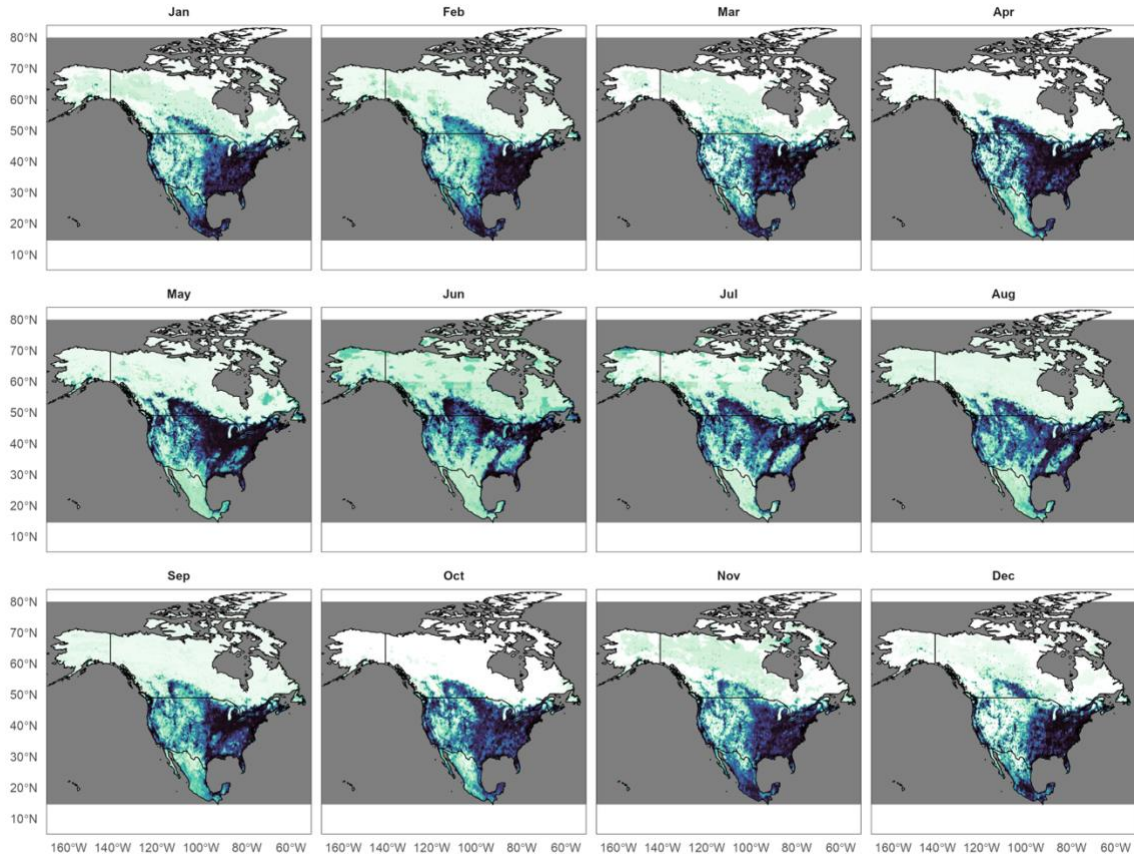 Jan Feb Mar Apr
80°N
70°N
60°N
50°N
40°N
30°N
20°N
10°N
May Jun Jul Aug
80°N
70°N
60°N
50°N
40°N
30°N
20°N
10°N
Sep Oct Nov Dec
80°N
70°N
60°N
50°N
40°N
30°N
20°N
10°N
160°W 140°W 120°W 100°W 80°W 60°W 160°W 140°W 120°W 100°W 80°W 60°W 160°W 140°W 120°W 100°W 80°W 60°W 160°W 140°W 120°W 100°W 80°W 60°W